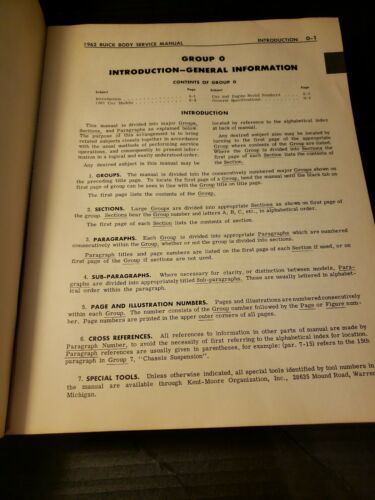 1962 BUICK BODY SERVICE MANUAL
INTRODUCTION 0-1
GROUP 0
INTRODUCTION—GENERAL INFORMATION
CONTENTS OF GROUP 0
Subject Page
Introduction 0-1
1962 Car Models
Subject Page
Car and Engine Serial Numbers
General Specifications
INTRODUCTION
This manual is divided into major Groups,
Sections, and Paragraphs as explained below.
The purpose of this arrangement is to bring
related subjects closely together in accordance
with the usual methods of performing service
operations, and consequently to present information
in a logical and easily understood order.
Any desired subject in this manual may be
located by reference to the alphabetical index
at back of manual.
Any desired subject also may be located by
turning to the first page of the appropriate
Group where contents of the Group are listed.
Where Groups are divided into Sections the
first page of each Section lists the contents of
the Section.
1. GROUPS. The manual is divided into the consecutively numbered major Groups shown on
the preceding title page. To locate the first page of a Group, bend the manual until the black tab on
first page of group can be seen in line with the Group title on title page.
The first page lists the contents of the Group.
2. SECTIONS. Large Groups are divided into appropriate Sections as shown on first page of
the group. Sections bear the Group number and letters A, B, C, etc., in alphabetical order.
The first page of each Section lists the contents of section.
3. PARAGRAPHS. Each Group is divided into appropriate Paragraphs which are numbered
consecutively within the Group, whether or not the group is divided into sections.
Paragraph titles and pages are listed on the first page of each Section if used, or on
first page of the Group if sections are not used.
4. SUB-PARAGRAPHS. Where necessary for clarity, or distinction between models, Para-
graphs are divided into appropriately titled Sub-paragraphs. These are usually lettered in alphabet-
ical order within the paragraph.
5. PAGE AND ILLUSTRATION NUMBERS. Pages and illustrations are numbered consecutively
within each Group. The number consists of the Group number followed by the Page or Figure num-
ber. Page numbers are printed in the upper outer corners of all pages.
6. CROSS REFERENCES. All references to information in other parts of manual are made by
Paragraph Number, to avoid the necessity of first referring to the alphabetical index for location.
Paragraph references are usually given in parentheses, for example: (par. 7-15) refers to the 15th
paragraph in Group 7, "Chassis Suspension".
7. SPECIAL TOOLS. Unless otherwise indicated, all special tools identified by tool numbers in
the manual are available through Kent-Moore Organization, Inc., 28635 Mound Road, Warren
Michigan.